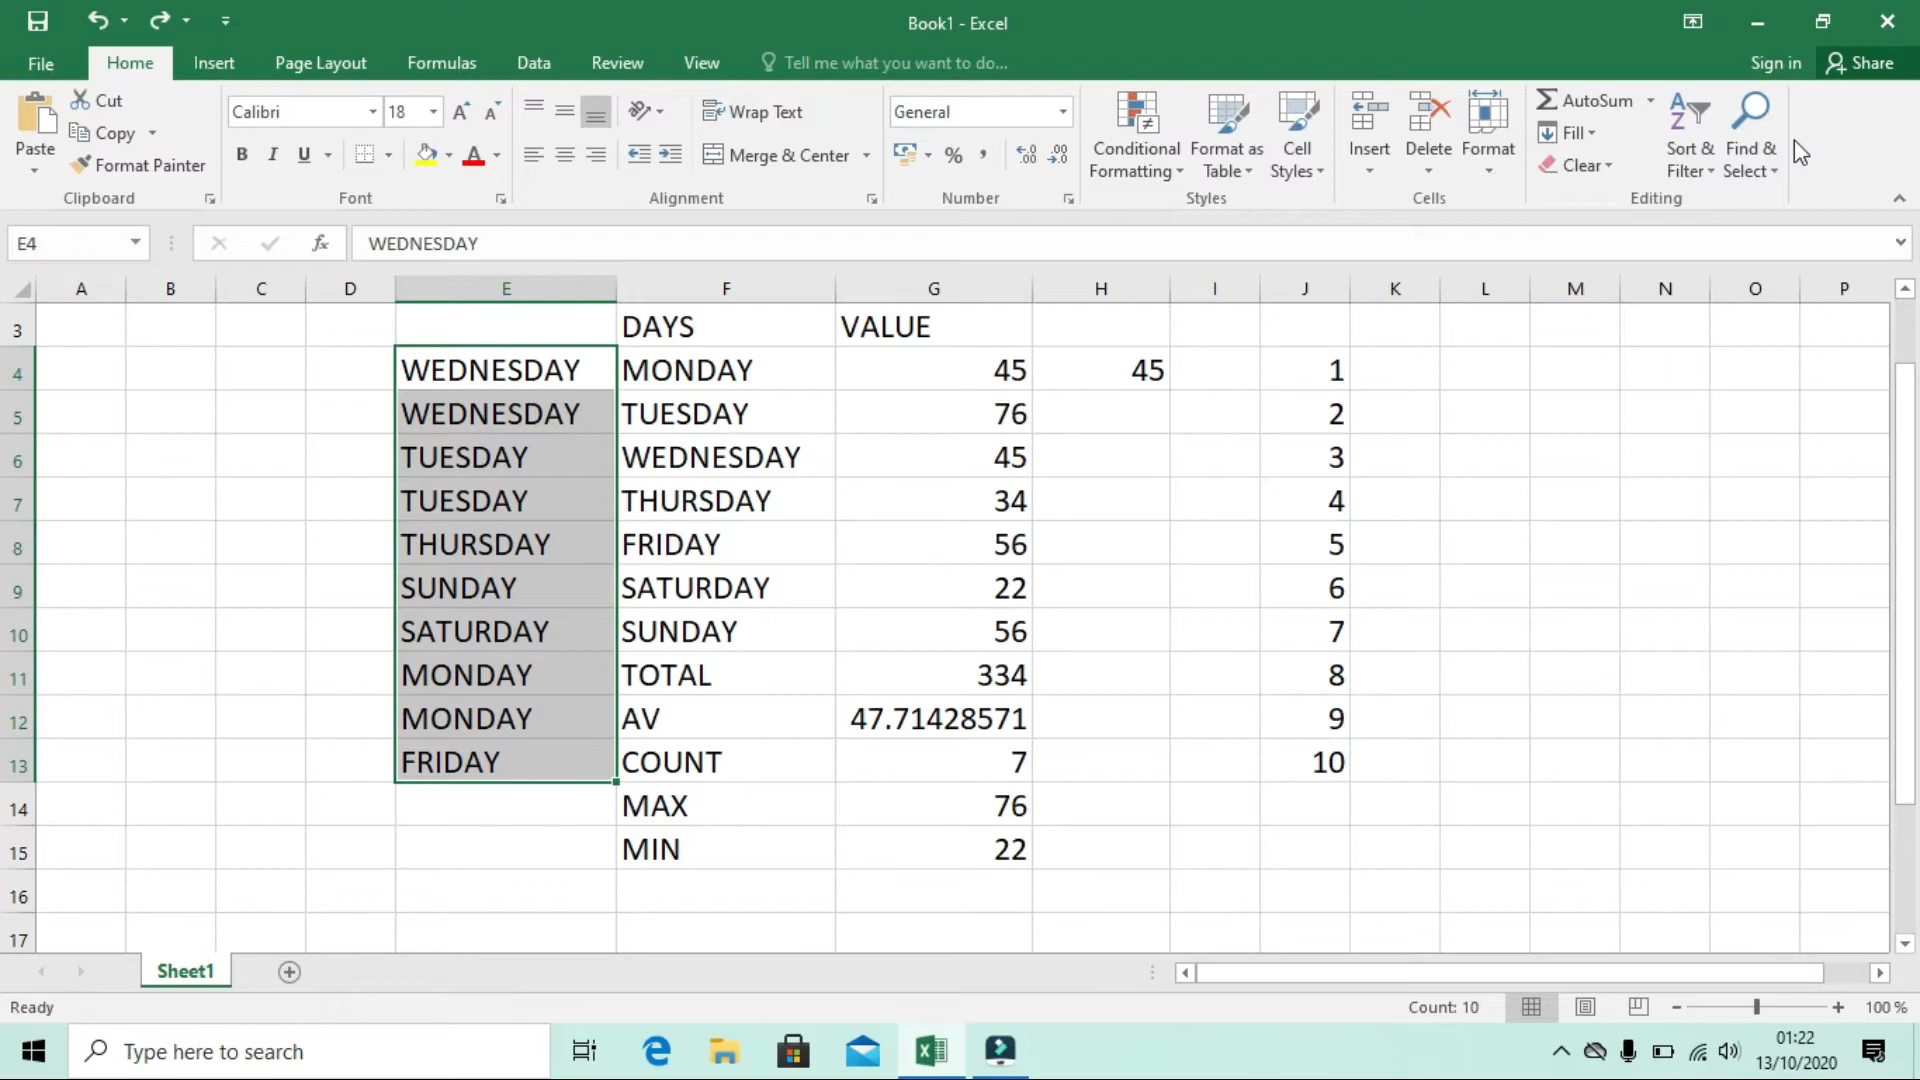 Book1 - Excel
File Home Insert Page Layout Formulas Data Review View Tell me what you want to do... Sign in Share
Paste
Cut
Copy
Format Painter
Clipboard
Calibri 18
B I U
Font
Wrap Text
Merge & Center
Alignment
General
%
Number
Conditional Formatting
Format as Table
Cell Styles
Styles
Insert
Delete
Format
Cells
AutoSum
Fill
Clear
Sort & Filter
Find & Select
Editing
E4 fx WEDNESDAY
A B C D E F G H I J K L M N O P
3 DAYS VALUE
4 WEDNESDAY MONDAY 45 45 1
5 WEDNESDAY TUESDAY 76 2
6 TUESDAY WEDNESDAY 45 3
7 TUESDAY THURSDAY 34 4
8 THURSDAY FRIDAY 56 5
9 SUNDAY SATURDAY 22 6
10 SATURDAY SUNDAY 56 7
11 MONDAY TOTAL 334 8
12 MONDAY AV 47.71428571 9
13 FRIDAY COUNT 7 10
14 MAX 76
15 MIN 22
16
17
Sheet1
Ready Count: 10 100 %
Type here to search
01:22
13/10/2020